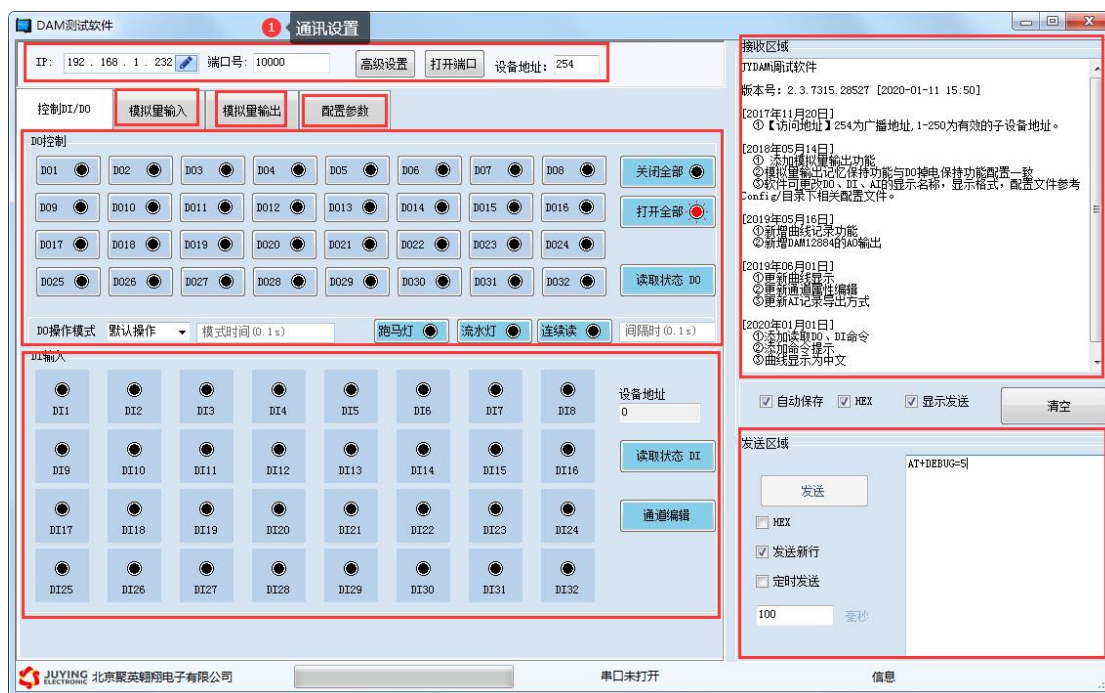 DAM测试软件
1 通讯设置
IP: 192 . 168 . 1 . 232 端口号: 10000 高级设置 打开端口 设备地址: 254
控制DI/DO 模拟量输入 模拟量输出 配置参数
DO控制
DO1 DO2 DO3 DO4 DO5 DO6 DO7 DO8 关闭全部
DO9 DO10 DO11 DO12 DO13 DO14 DO15 DO16 打开全部
DO17 DO18 DO19 DO20 DO21 DO22 DO23 DO24
DO25 DO26 DO27 DO28 DO29 DO30 DO31 DO32 读取状态 DO
DO操作模式 默认操作 模式时间(0.1s) 跑马灯 流水灯 连续读 间隔时(0.1s)
DI输入
DI1 DI2 DI3 DI4 DI5 DI6 DI7 DI8
设备地址
0
DI9 DI10 DI11 DI12 DI13 DI14 DI15 DI16 读取状态 DI
DI17 DI18 DI19 DI20 DI21 DI22 DI23 DI24 通道编辑
DI25 DI26 DI27 DI28 DI29 DI30 DI31 DI32
接收区域
JYDAM调试软件
版本号: 2.3.7315.28527 [2020-01-11 15:50]
[2017年11月20日]
①【访问地址】254为广播地址,1-250为有效的子设备地址。
[2018年05月14日]
① 添加模拟量输出功能
②模拟量输出记忆保持功能与DO掉电保持功能配置一致
③软件可更改DO、DI、AI的显示名称，显示格式，配置文件参考
Config/目录下相关配置文件。
[2019年05月16日]
①新增曲线记录功能
②新增DAM12884的AO输出
[2019年06月01日]
①更新曲线显示
②更新通道属性编辑
③更新AI记录导出方式
[2020年01月01日]
①添加读取DO、DI命令
②添加命令提示
③曲线显示为中文
自动保存 HEX 显示发送 清空
发送区域
AT+DEBUG=5
发送
HEX
发送新行
定时发送
100 毫秒
JUYING ELECTRONIC 北京聚英翱翔电子有限公司 串口未打开 信息